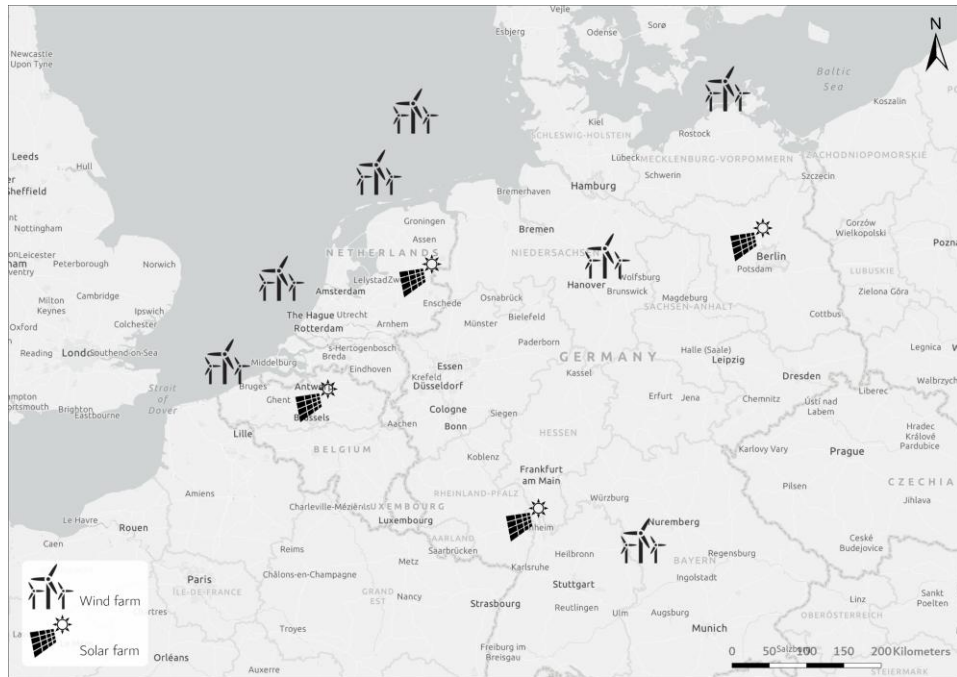 Vejle
Esbjerg
Odense
Sorø
N
Newcastle
Upon Tyne
Baltic
Sea
Koszalin
Kiel
SCHLESWIG-HOLSTEIN
Rostock
Leeds
Hull
Lübeck
MECKLENBURG-VORPOMMERN
ZACHODNIOPOMORSKIE
Schwerin
Szczecin
Sheffield
Bremerhaven
Hamburg
Nottingham
Groningen
Assen
Bremen
Gorzów
Wielkopolski
Leicester
NETHERLANDS
NIEDERSACHSEN
Peterborough
Norwich
Berlin
Potsdam
LUBUSKIE
Lelystad
Hanover
Wolfsburg
Brunswick
Amsterdam
Magdeburg
Zielona Góra
Milton
Keynes
Cambridge
Ipswich
Colchester
Enschede
Osnabrück
SACHSEN-ANHALT
Oxford
The Hague
Utrecht
Rotterdam
Arnhem
Münster
Bielefeld
Cottbus
Reading
London
Southend-on-Sea
's-Hertogenbosch
Breda
Paderborn
Legnica
Middelburg
Eindhoven
Essen
GERMANY
Halle (Saale)
Leipzig
Strait
of
Dover
Bruges
Krefeld
Düsseldorf
Kassel
Dresden
Wałbrzych
Brighton
Eastbourne
Ghent
Cologne
Erfurt
Jena
Chemnitz
Ústí nad
Labem
Liberec
Brussels
Lille
Aachen
Bonn
Siegen
HESSEN
Hradec
Králové
Pardubice
BELGIUM
Koblenz
Karlovy Vary
Prague
Frankfurt
am Main
Pilsen
CZECHIA
Amiens
RHEINLAND-PFALZ
Würzburg
Jihlava
Charleville-Mézières
LUXEMBOURG
Luxembourg
Le Havre
Rouen
Nuremberg
Caen
SAARLAND
Saarbrücken
České
Budejovice
Reims
Metz
Heilbronn
BAYERN
Regensburg
Karlsruhe
Paris
Châlons-en-Champagne
Stuttgart
Ingolstadt
ÎLE-DE-FRANCE
GRAND
EST
Nancy
Strasbourg
Reutlingen
Ulm
Augsburg
Linz
Sankt
Poelten
OBERÖSTERREICH
Troyes
Munich
Orléans
Auxerre
Freiburg im
Breisgau
Salzburg
STEIERMARK
Wind farm
Solar farm
0 50 100 150 200 Kilometers